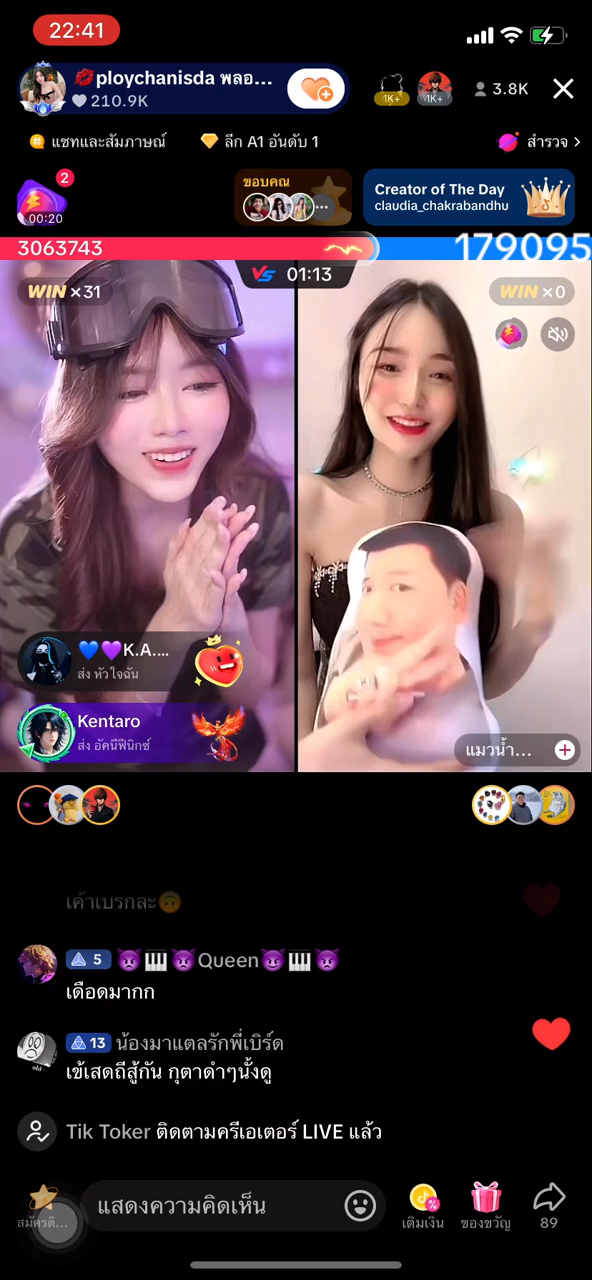 22:41
💋ploychanisda พลอ...
210.9K
1K+
1K+
3.8K
แชทและสัมภาษณ์
ลีก A1 อันดับ 1
สำรวจ >
2
00:20
ขอบคุณ
Creator of The Day
claudia_chakrabandhu
3063743
179095
WIN ×31
VS 01:13
WIN ×0
💙💜K.A....
ส่ง หัวใจฉัน
Kentaro
ส่ง อัคนีฟีนิกซ์
แมวน้ำ...
เค้าเบรกละ🙃
5 😈🎹😈Queen😈🎹👿
เดือดมากก
13 น้องมาแตลรักพี่เบิร์ด
เข้เสดถีสู้กัน กุตาดำๆนั้งดู
Tik Toker ติดตามครีเอเตอร์ LIVE แล้ว
สมัครติ...
แสดงความคิดเห็น
เติมเงิน
ของขวัญ
89